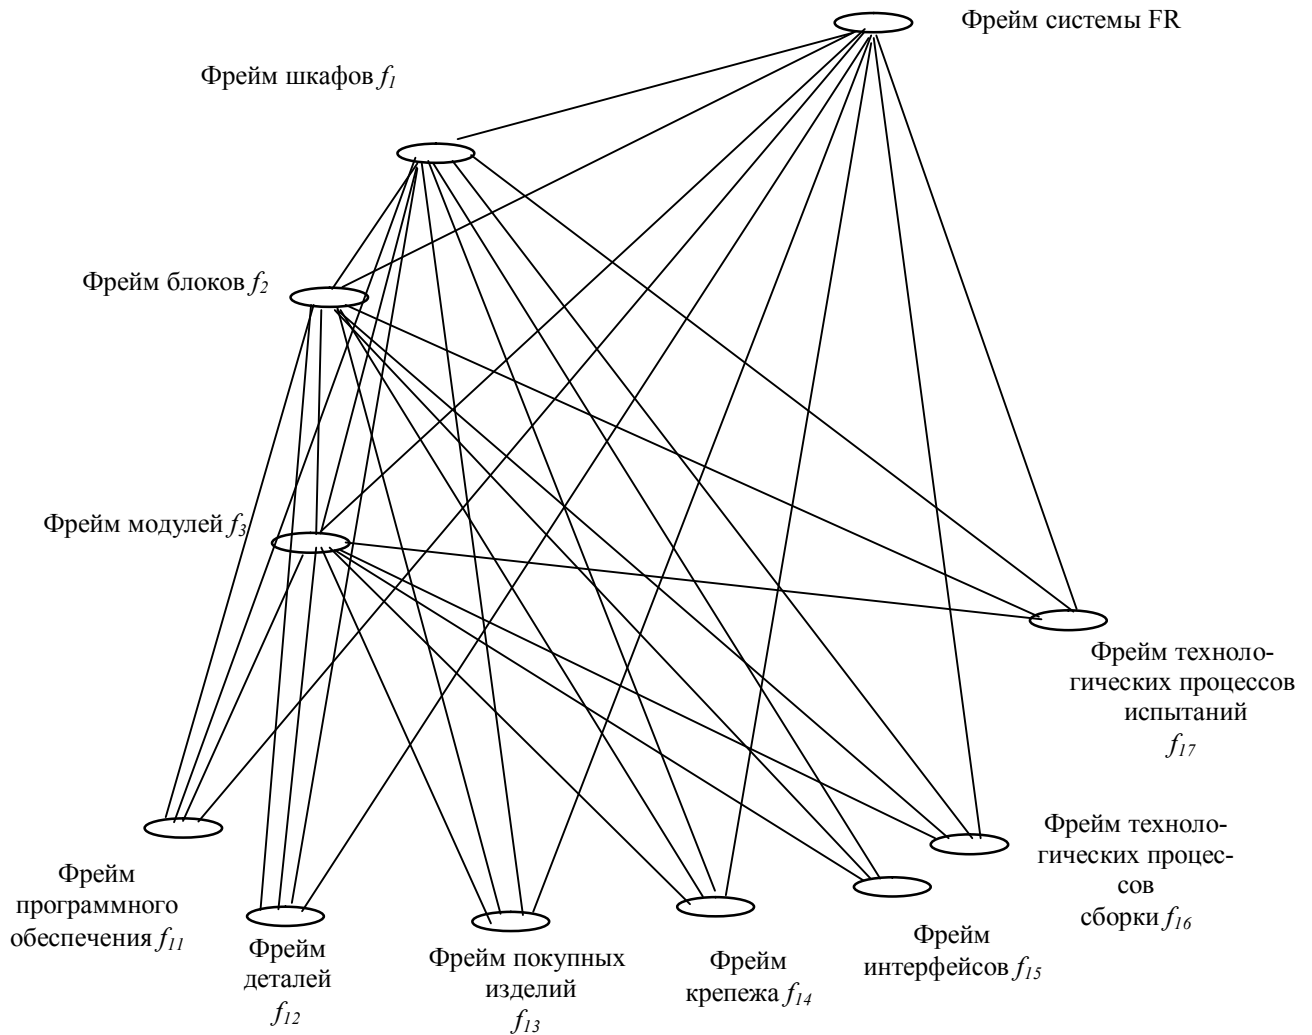 Фрейм системы FR
Фрейм шкафов f1
Фрейм блоков f2
Фрейм модулей f3
Фрейм техноло-
гических процессов
испытаний
f17
Фрейм техноло-
гических процес-
сов
сборки f16
Фрейм
программного
обеспечения f11
Фрейм
деталей
f12
Фрейм покупных
изделий
f13
Фрейм
крепежа f14
Фрейм
интерфейсов f15